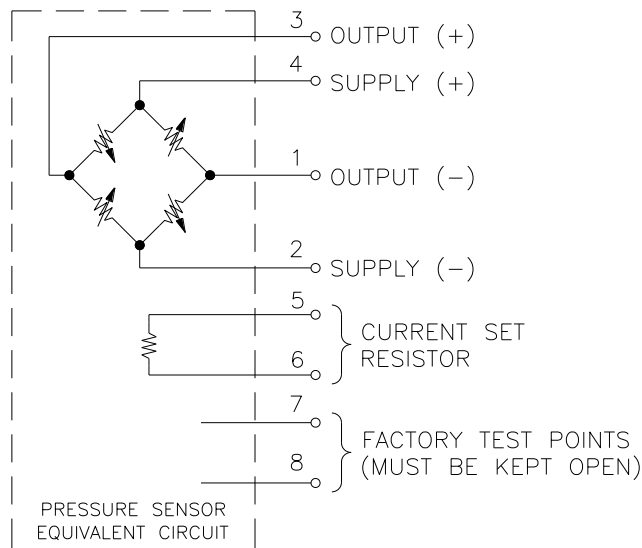 3 OUTPUT (+)
4 SUPPLY (+)
1 OUTPUT (-)
2 SUPPLY (-)
5
CURRENT SET
RESISTOR
6
7
FACTORY TEST POINTS
(MUST BE KEPT OPEN)
8
PRESSURE SENSOR
EQUIVALENT CIRCUIT